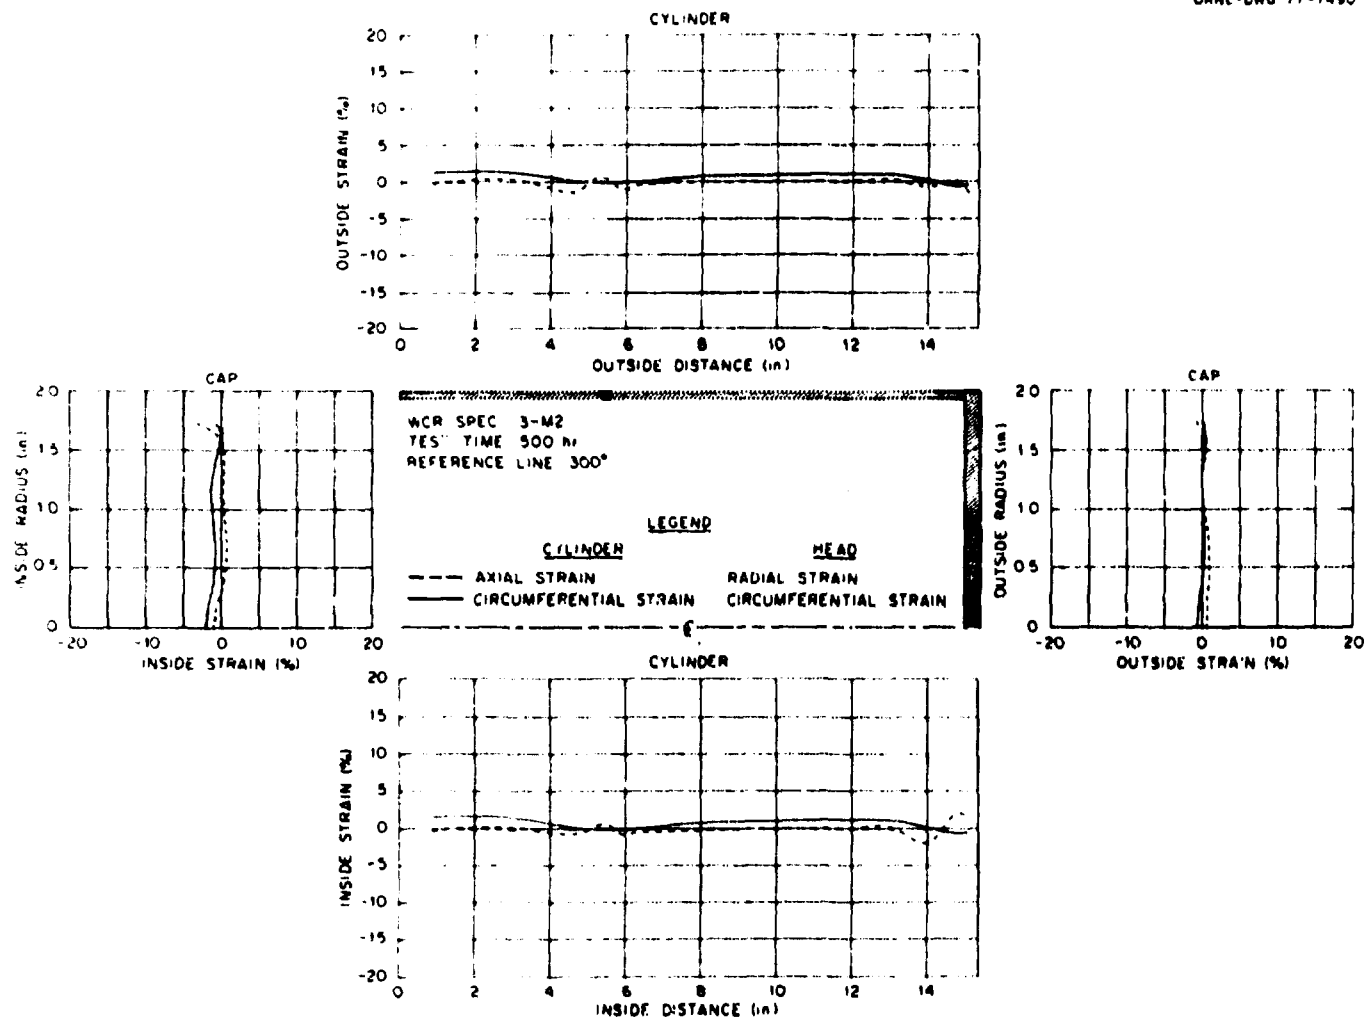 CYLINDER
OUTSIDE STRAIN (%)
20
15
10
5
0
-5
-10
-15
-20
0 2 4 6 8 10 12 14
OUTSIDE DISTANCE (in)
CAP
INSIDE RADIUS (in)
2.0
1.5
1.0
0.5
0
-20 -10 0 10 20
INSIDE STRAIN (%)
WCR SPEC 3-M2
TEST TIME 500 hr
REFERENCE LINE 300°
LEGEND
CYLINDER HEAD
AXIAL STRAIN RADIAL STRAIN
CIRCUMFERENTIAL STRAIN CIRCUMFERENTIAL STRAIN
℄
CAP
OUTSIDE RADIUS (in)
2.0
1.5
1.0
0.5
0
-20 -10 0 10 20
OUTSIDE STRAIN (%)
CYLINDER
INSIDE STRAIN (%)
20
15
10
5
0
-5
-10
-15
-20
0 2 4 6 8 10 12 14
INSIDE DISTANCE (in)